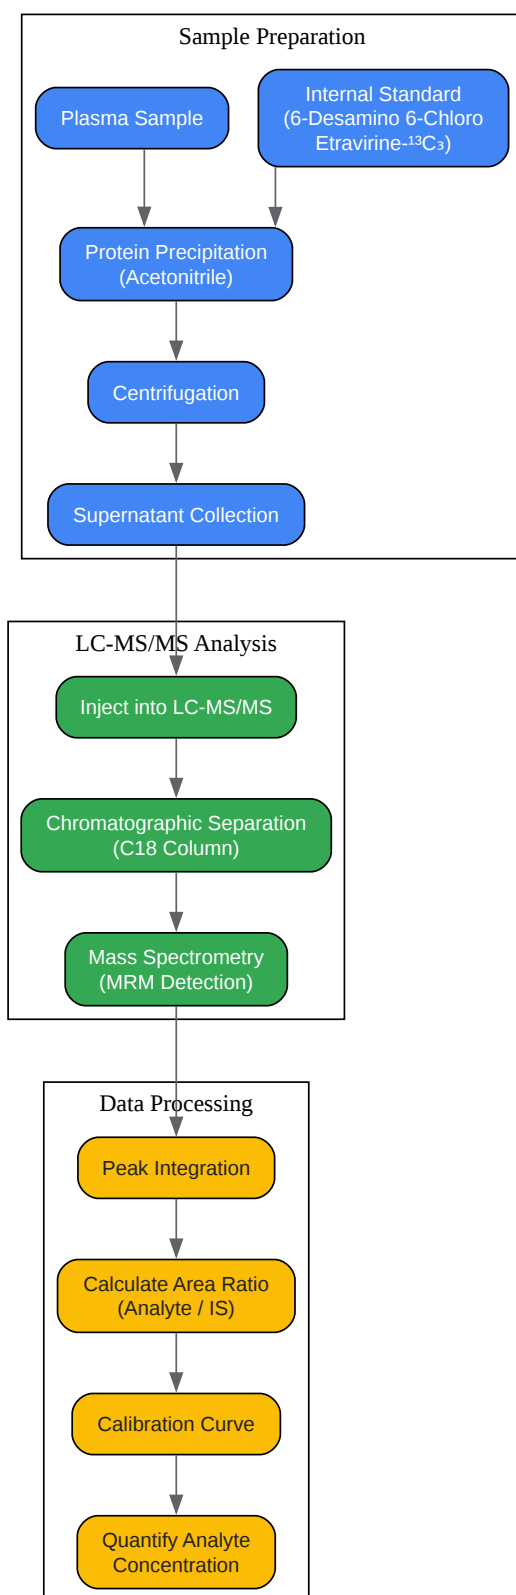 Sample Preparation
Plasma Sample
Internal Standard
(6-Desamino 6-Chloro
Etravirine-¹³C₃)
Protein Precipitation
(Acetonitrile)
Centrifugation
Supernatant Collection
LC-MS/MS Analysis
Inject into LC-MS/MS
Chromatographic Separation
(C18 Column)
Mass Spectrometry
(MRM Detection)
Data Processing
Peak Integration
Calculate Area Ratio
(Analyte / IS)
Calibration Curve
Quantify Analyte
Concentration